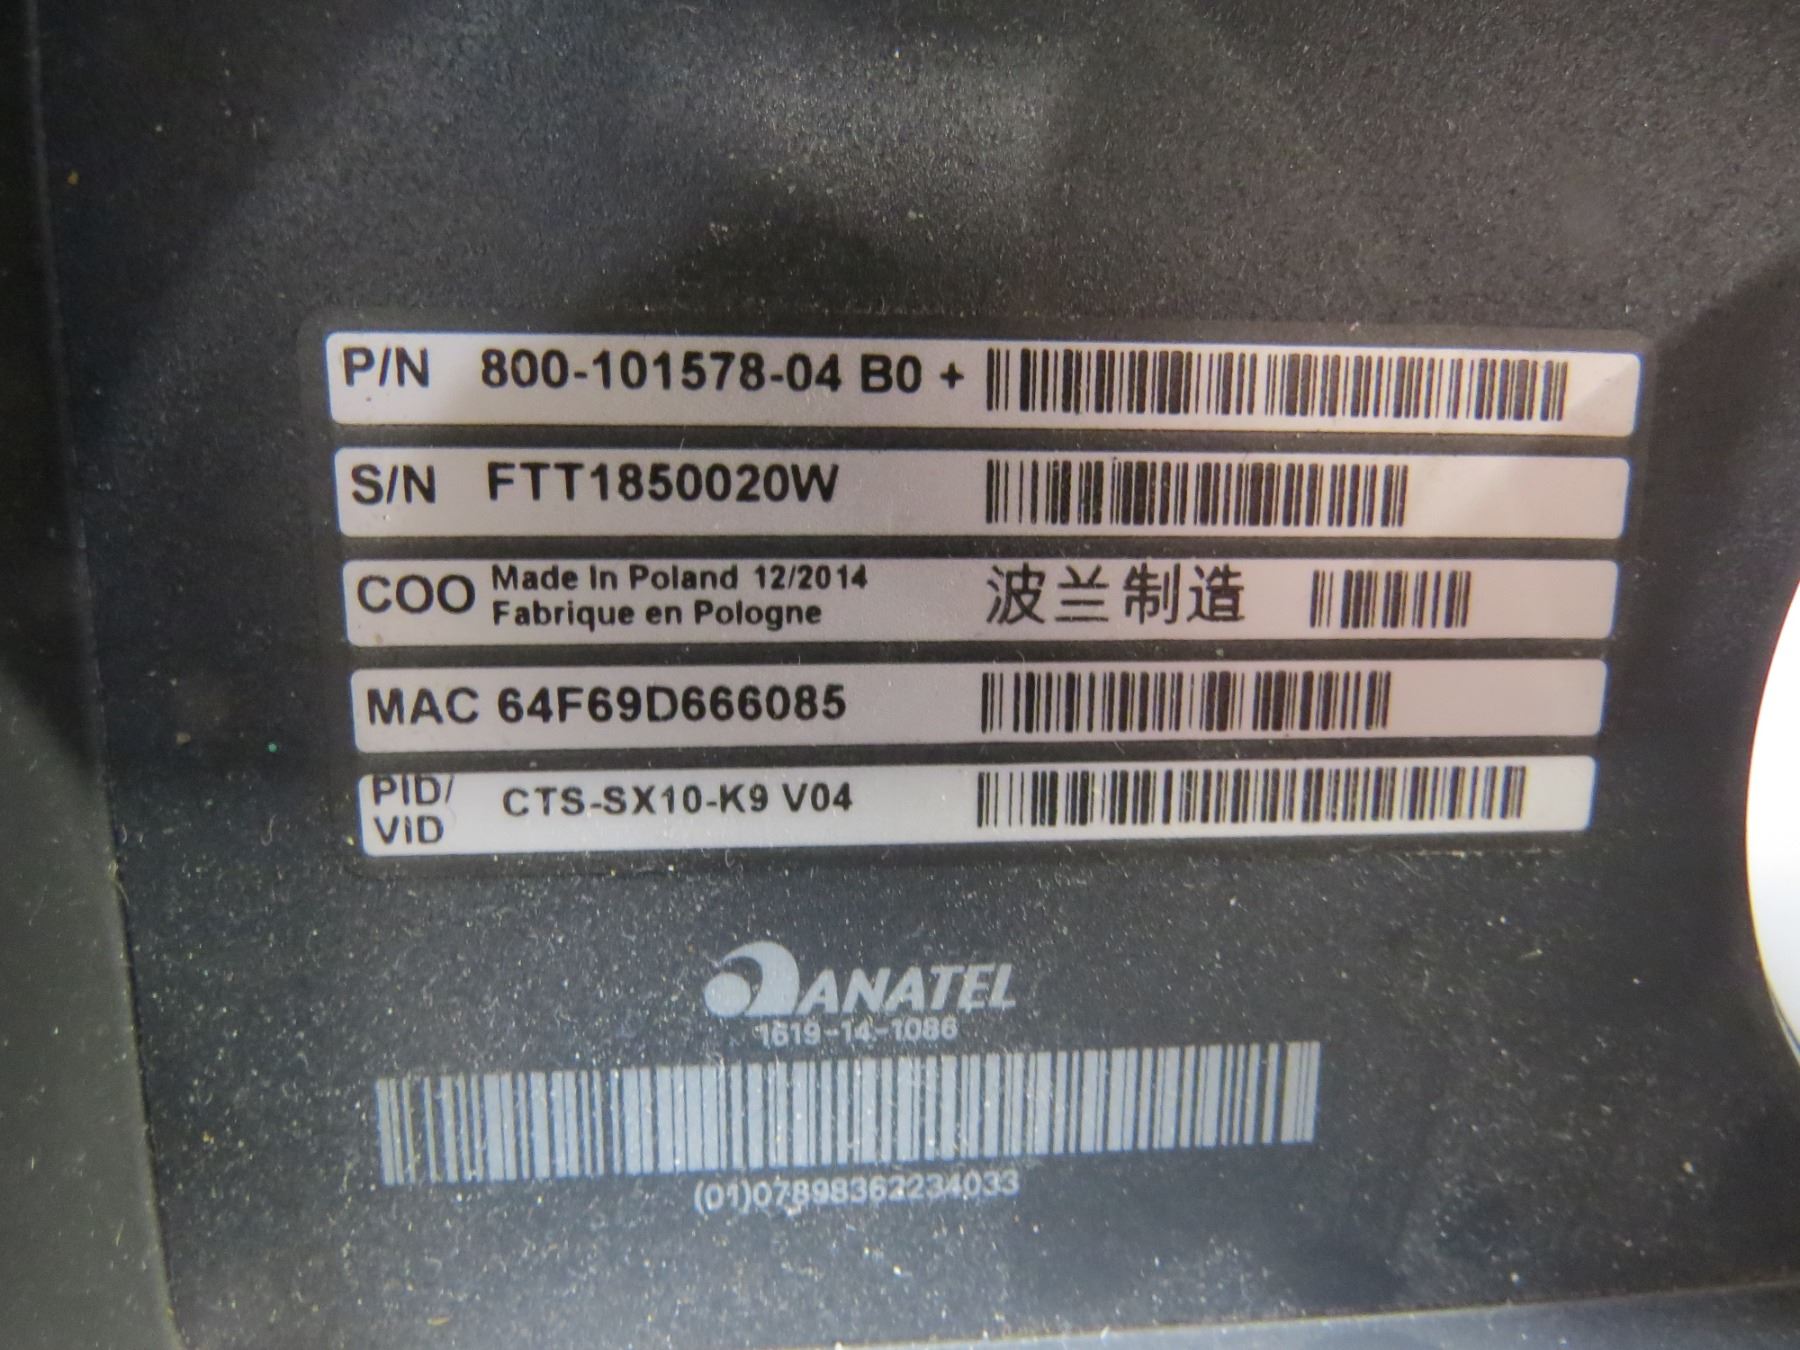 P/N 800-101578-04 B0 +
S/N FTT1850020W
COO Made In Poland 12/2014
Fabrique en Pologne
波兰制造
MAC 64F69D666085
PID/
VID
CTS-SX10-K9 V04
ANATEL
1619-14-1086
(01)07898362234033